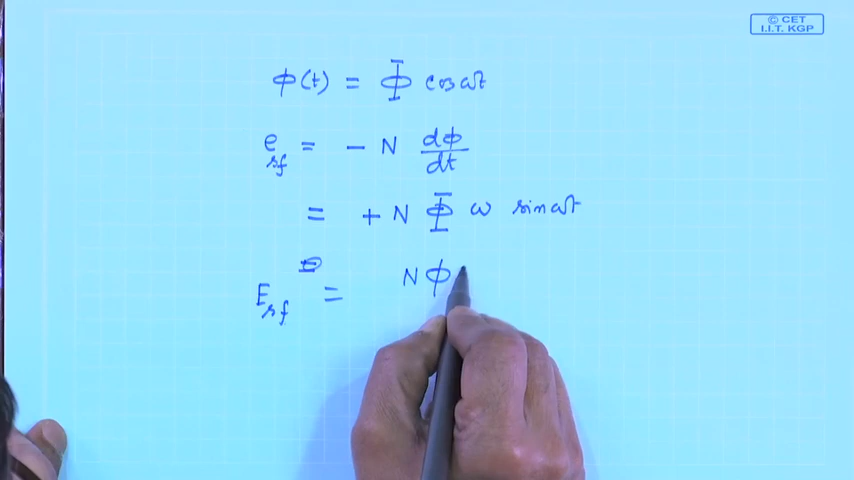 © CET
I.I.T. KGP
ϕ(t) = Φ cos ωt
e_sf = - N dϕ/dt
= + N Φ ω sin ωt
E_sf = N ϕ